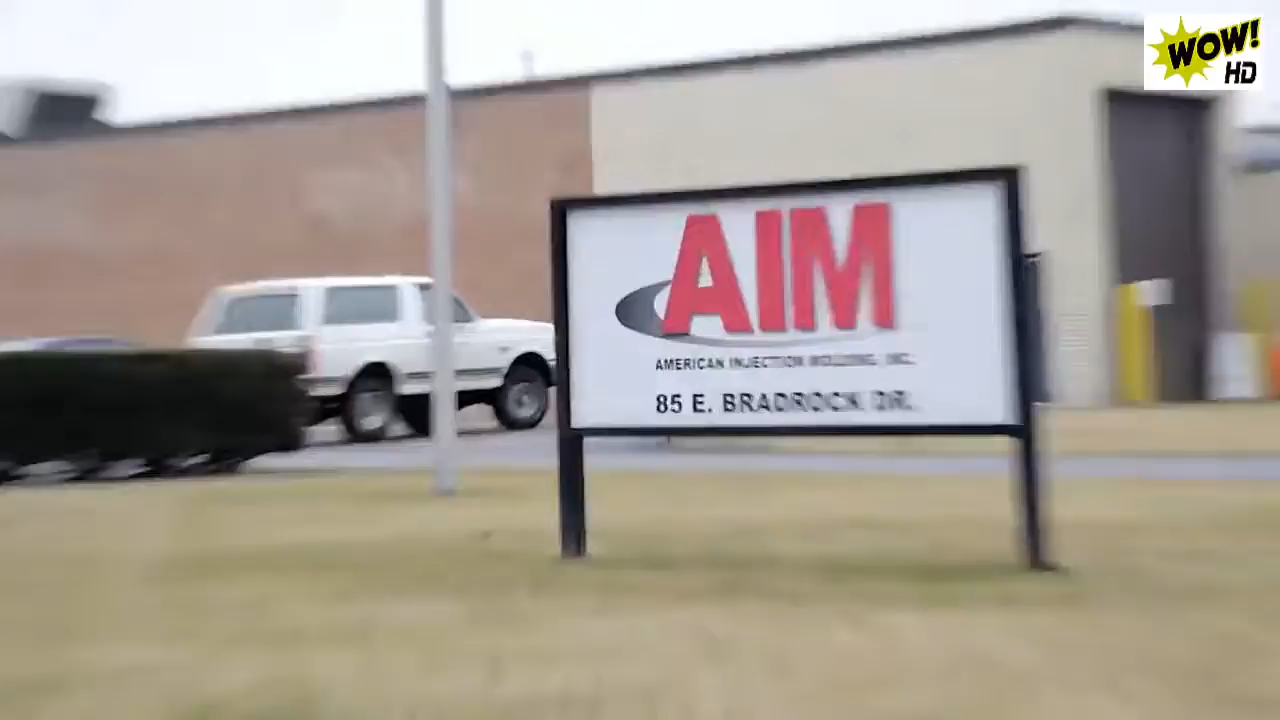 WOW!
HD
AIM
AMERICAN INJECTION MOLDING, INC.
85 E. BRADROCK DR.